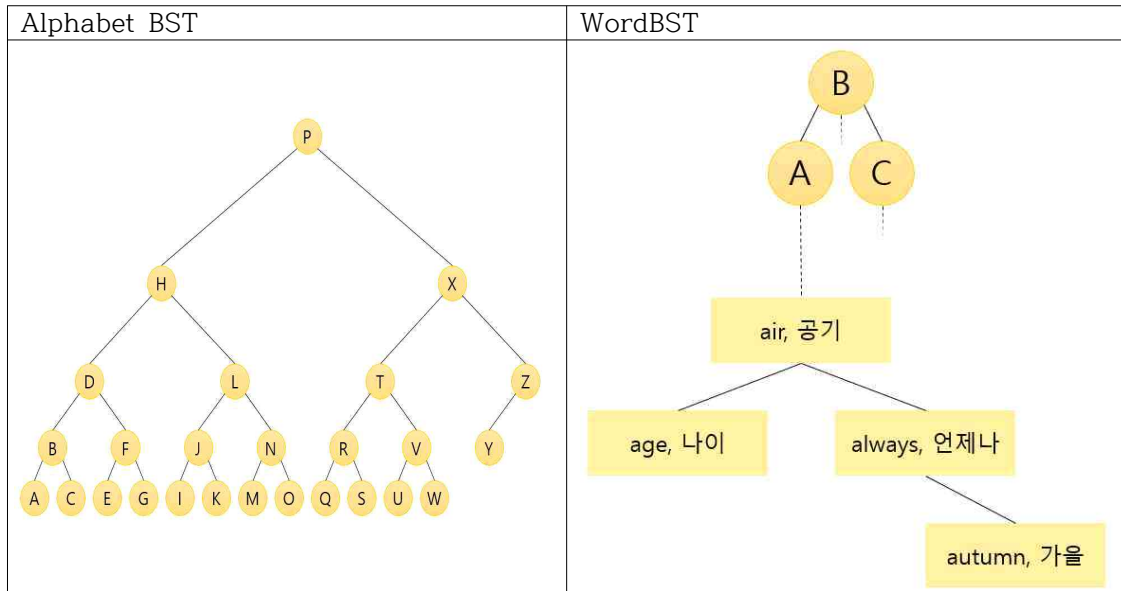 Alphabet BST
WordBST
P
H X
D L T Z
B F J N R V Y
A C E G I K M O Q S U W
B
A C
air, 공기
age, 나이 always, 언제나
autumn, 가을